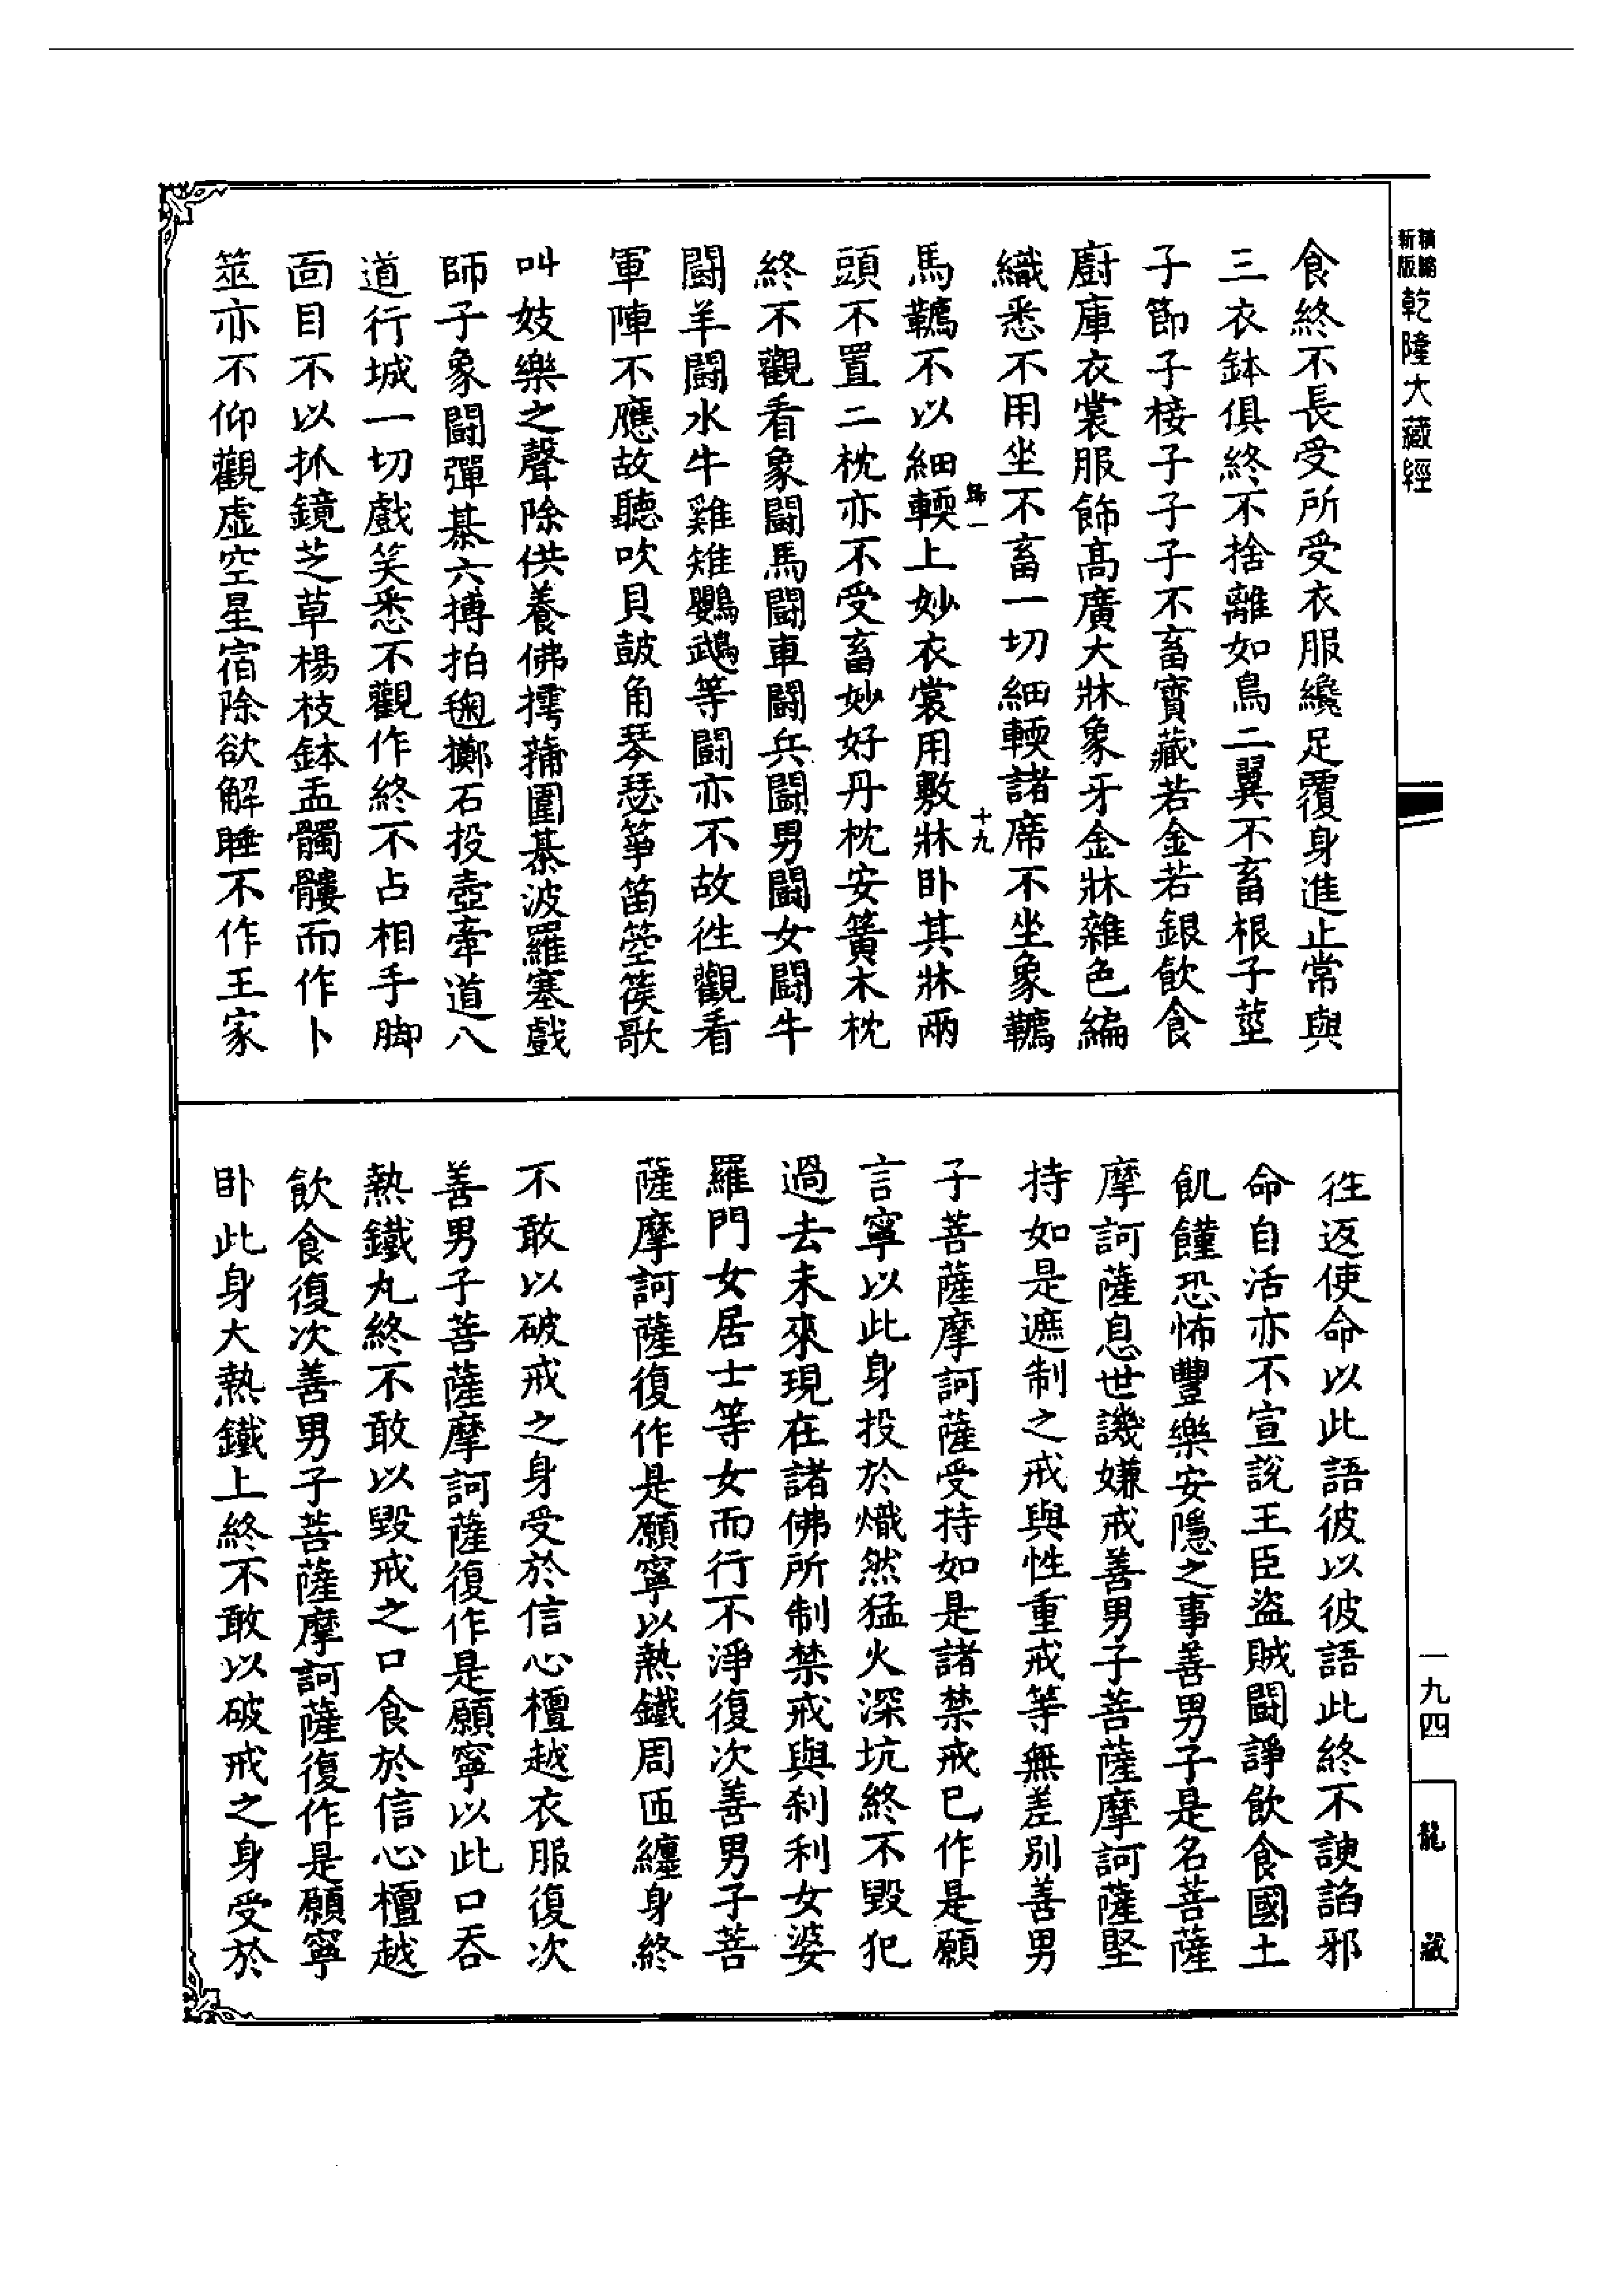 精縮新版乾隆大藏經
食終不長受所受衣服纔足覆身進止常與
三衣鉢俱終不捨離如鳥二翼不畜根子莖
子節子椄子子子不畜寶藏若金若銀飲食
廚庫衣裳服飾高廣大牀象牙金牀雜色編
織悉不用坐不畜一切細輭諸席不坐象韉
歸一
十九
馬韉不以細輭上妙衣裳用敷牀臥其牀兩
頭不置二枕亦不受畜妙好丹枕安簧木枕
終不觀看象鬪馬鬪車鬪兵鬪男鬪女鬪牛
鬪羊鬪水牛雞雉鸚鵡等鬪亦不故往觀看
軍陣不應故聽吹貝鼓角琴瑟箏笛箜篌歌
叫妓樂之聲除供養佛摴蒱圍棊波羅塞戲
師子象鬪彈棊六搏拍毱擲石投壺牽道八
道行城一切戲笑悉不觀作終不占相手脚
面目不以抓鏡芝草楊枝鉢盂髑髏而作卜
筮亦不仰觀虛空星宿除欲解睡不作王家
往返使命以此語彼以彼語此終不諛諂邪
命自活亦不宣說王臣盜賊鬪諍飲食國土
飢饉恐怖豐樂安隱之事善男子是名菩薩
摩訶薩息世譏嫌戒善男子菩薩摩訶薩堅
持如是遮制之戒與性重戒等無差別善男
子菩薩摩訶薩受持如是諸禁戒已作是願
言寧以此身投於熾然猛火深坑終不毀犯
過去未來現在諸佛所制禁戒與刹利女婆
羅門女居士等女而行不淨復次善男子菩
薩摩訶薩復作是願寧以熱鐵周匝纏身終
不敢以破戒之身受於信心檀越衣服復次
善男子菩薩摩訶薩復作是願寧以此口吞
熱鐵丸終不敢以毀戒之口食於信心檀越
飲食復次善男子菩薩摩訶薩復作是願寧
臥此身大熱鐵上終不敢以破戒之身受於
一九四
龍藏